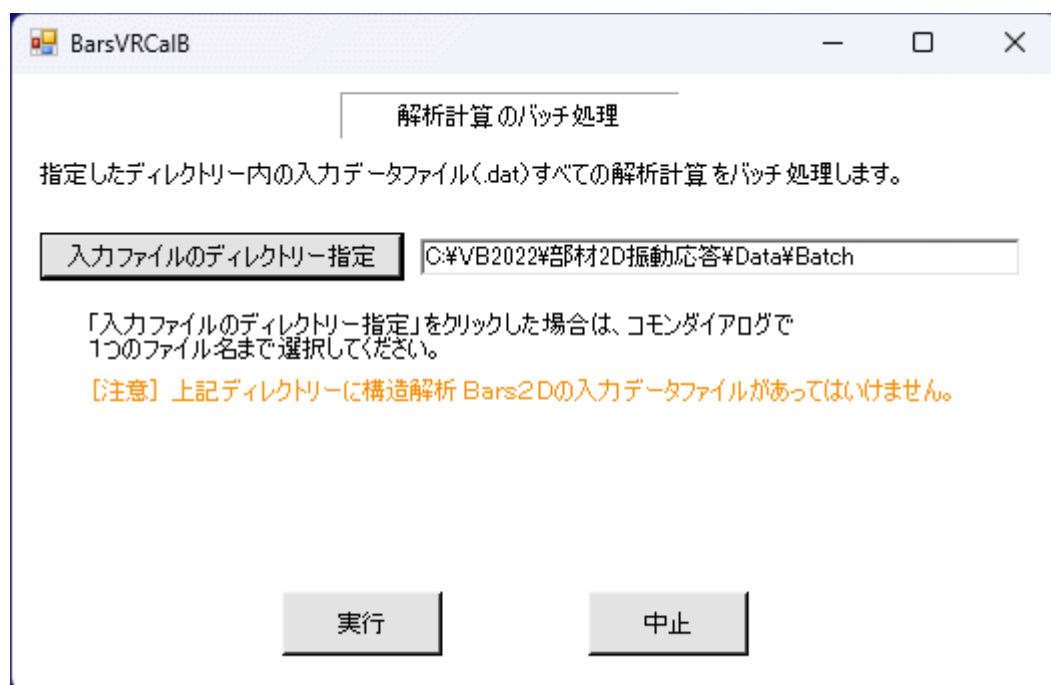 BarsVRCalB
解析計算のバッチ処理
指定したディレクトリー内の入力データファイル(.dat)すべての解析計算をバッチ処理します。
入力ファイルのディレクトリー指定 C:¥VB2022¥部材2D振動応答¥Data¥Batch
「入力ファイルのディレクトリー指定」をクリックした場合は、コモンダイアログで
1つのファイル名まで選択してください。
[注意] 上記ディレクトリーに構造解析Bars2Dの入力データファイルがあってはいけません。
実行 中止